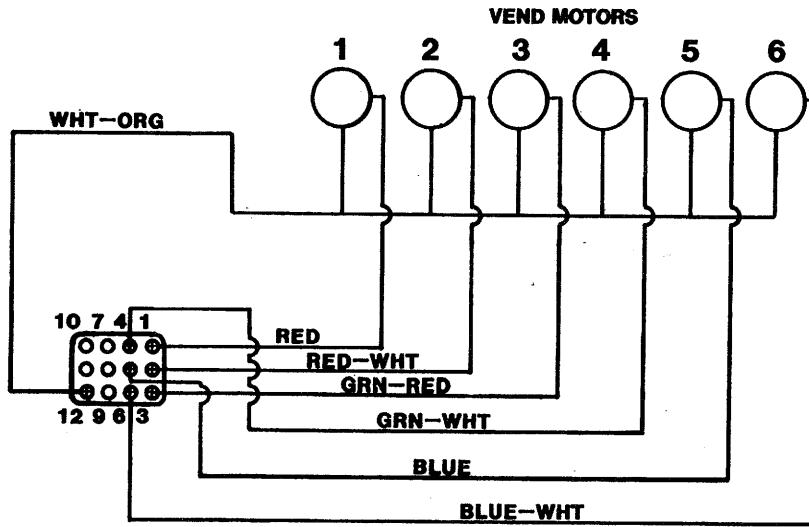 VEND MOTORS
1 2 3 4 5 6
WHT-ORG
10 7 4 1
RED
RED-WHT
GRN-RED
12 9 6 3
GRN-WHT
BLUE
BLUE-WHT